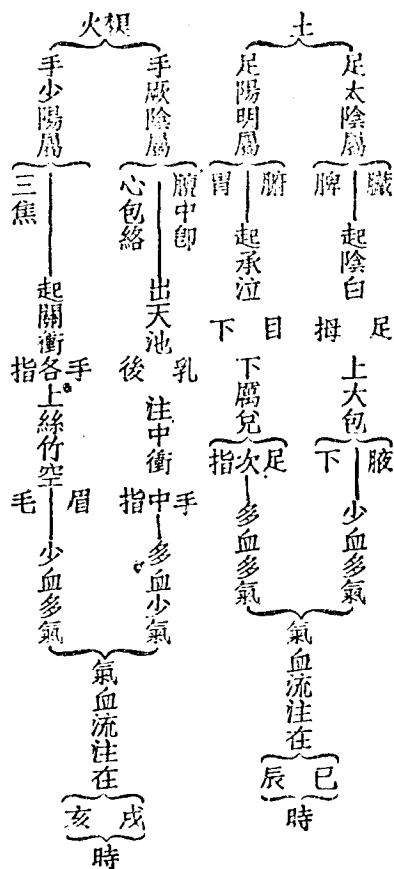 土
足太陰屬
臟
脾
起陰白
足拇
上大包
腋下
少血多氣
足陽明屬
腑
胃
起承泣
目下
下厲兌
足次指
多血多氣
氣血流注在
巳辰
時
相火
手厥陰屬
膻中卽
心包絡
出天池
乳後
注中衝
手中指
多血少氣
手少陽屬
三焦
起關衝
手各指
上絲竹空
眉毛
少血多氣
氣血流注在
戌亥
時